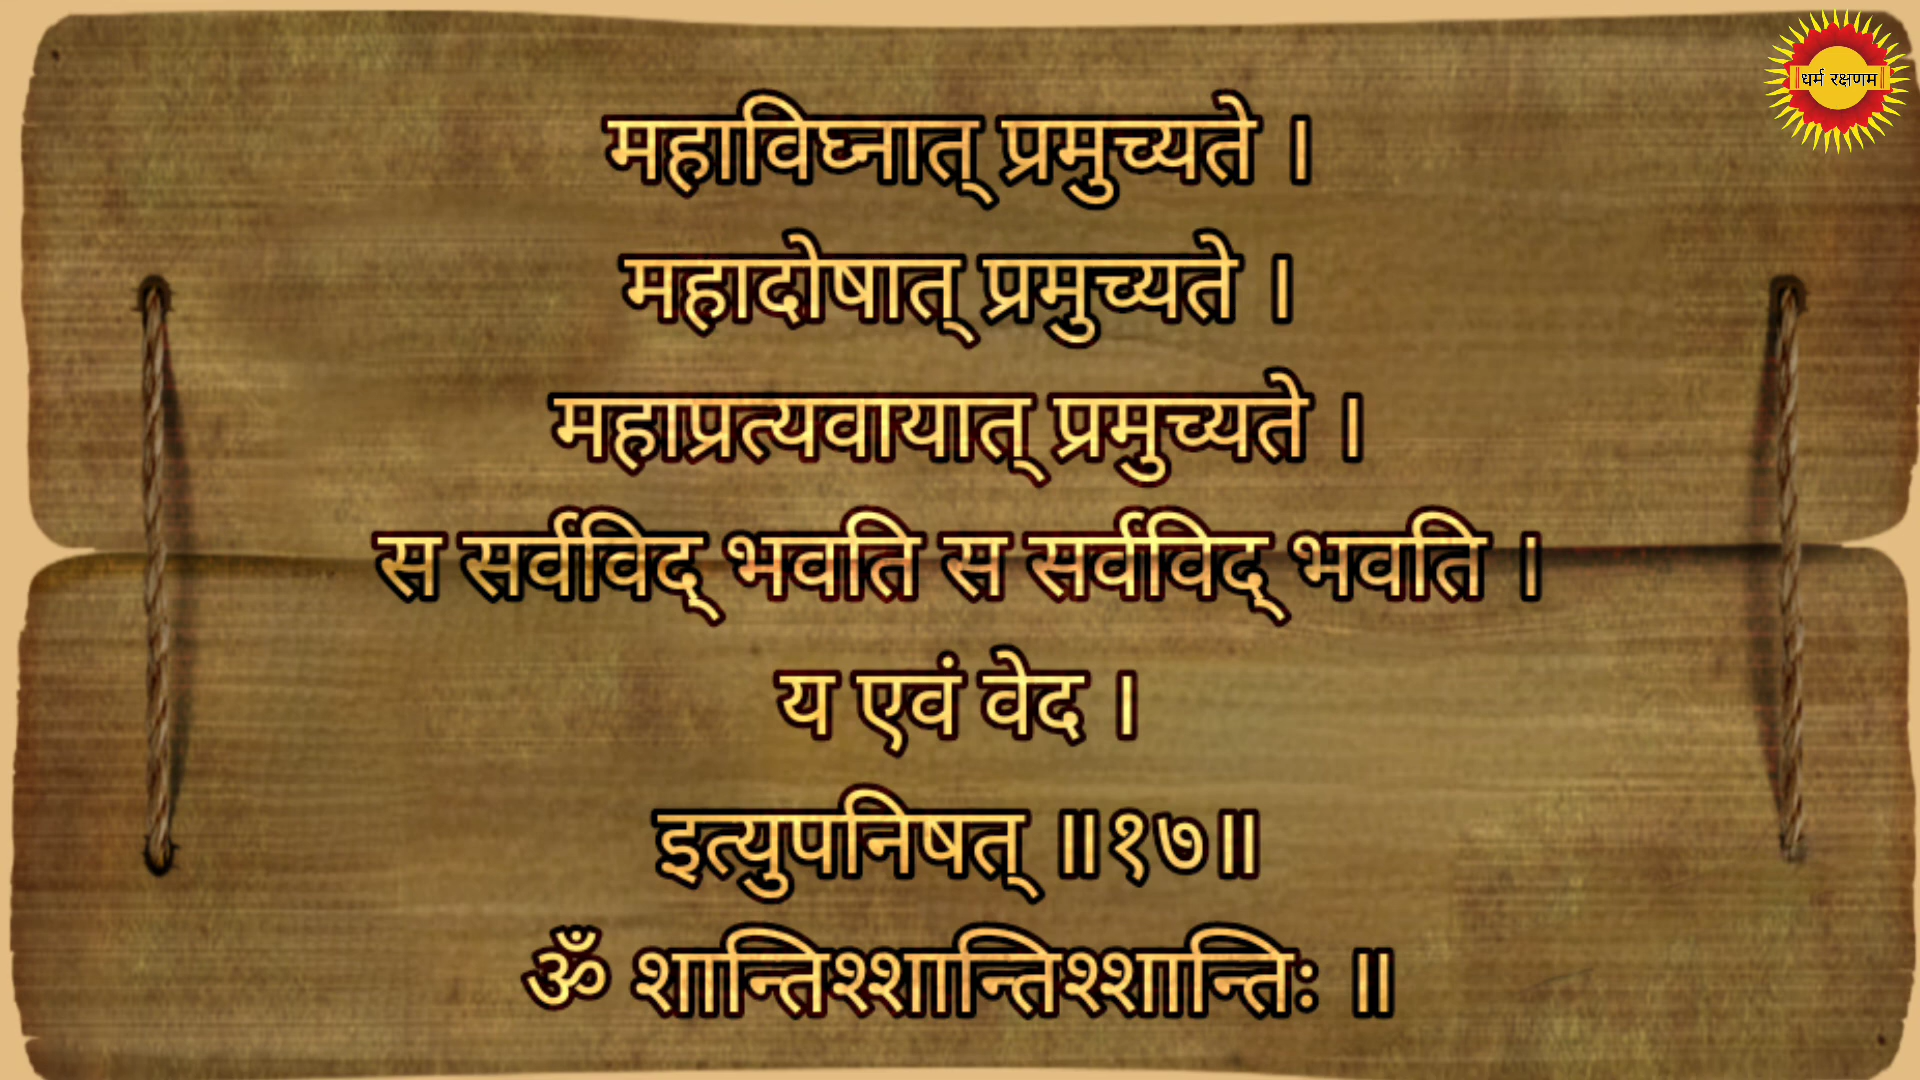 धर्म रक्षणम
महाविघ्नात् प्रमुच्यते ।
महादोषात् प्रमुच्यते ।
महाप्रत्यवायात् प्रमुच्यते ।
स सर्वविद् भवति स सर्वविद् भवति ।
य एवं वेद ।
इत्युपनिषत् ॥१७॥
ॐ शान्तिश्शान्तिश्शान्तिः ॥